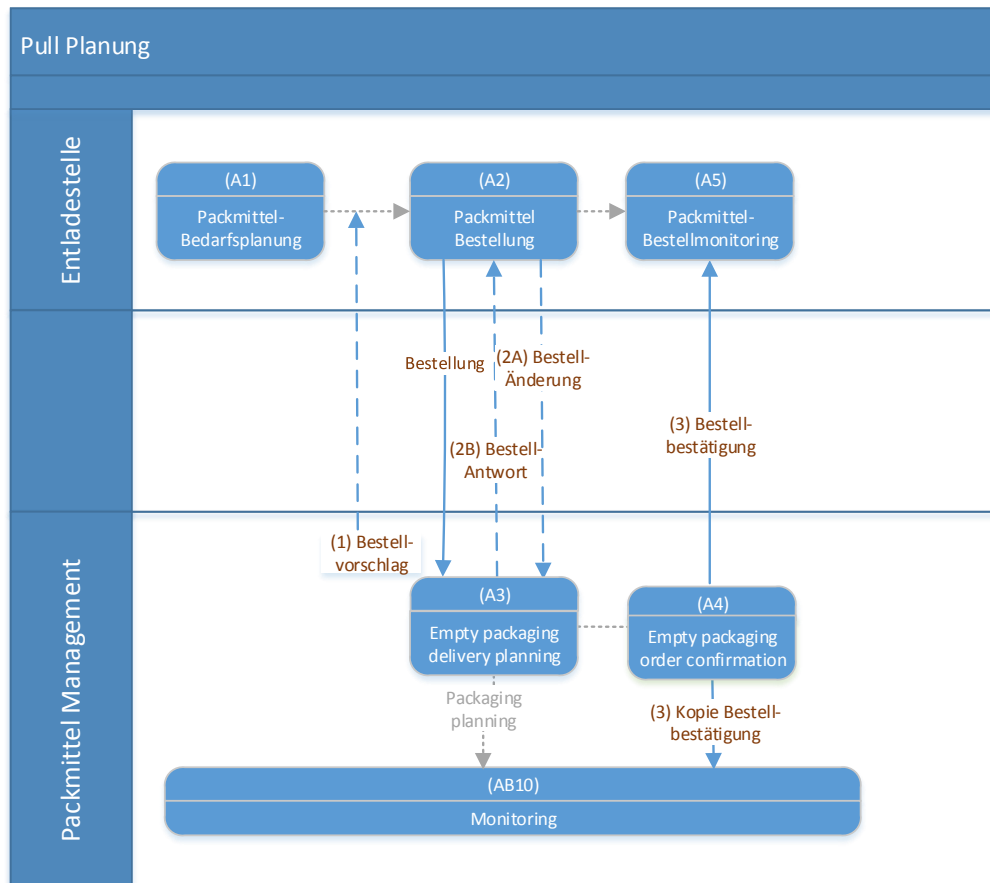 Pull Planung
Entladestelle
(A1)
Packmittel-
Bedarfsplanung
(A2)
Packmittel
Bestellung
(A5)
Packmittel-
Bestellmonitoring
Bestellung
(2A) Bestell-
Änderung
(2B) Bestell-
Antwort
(3) Bestell-
bestätigung
Packmittel Management
(1) Bestell-
vorschlag
(A3)
Empty packaging
delivery planning
(A4)
Empty packaging
order confirmation
Packaging
planning
(3) Kopie Bestell-
bestätigung
(AB10)
Monitoring